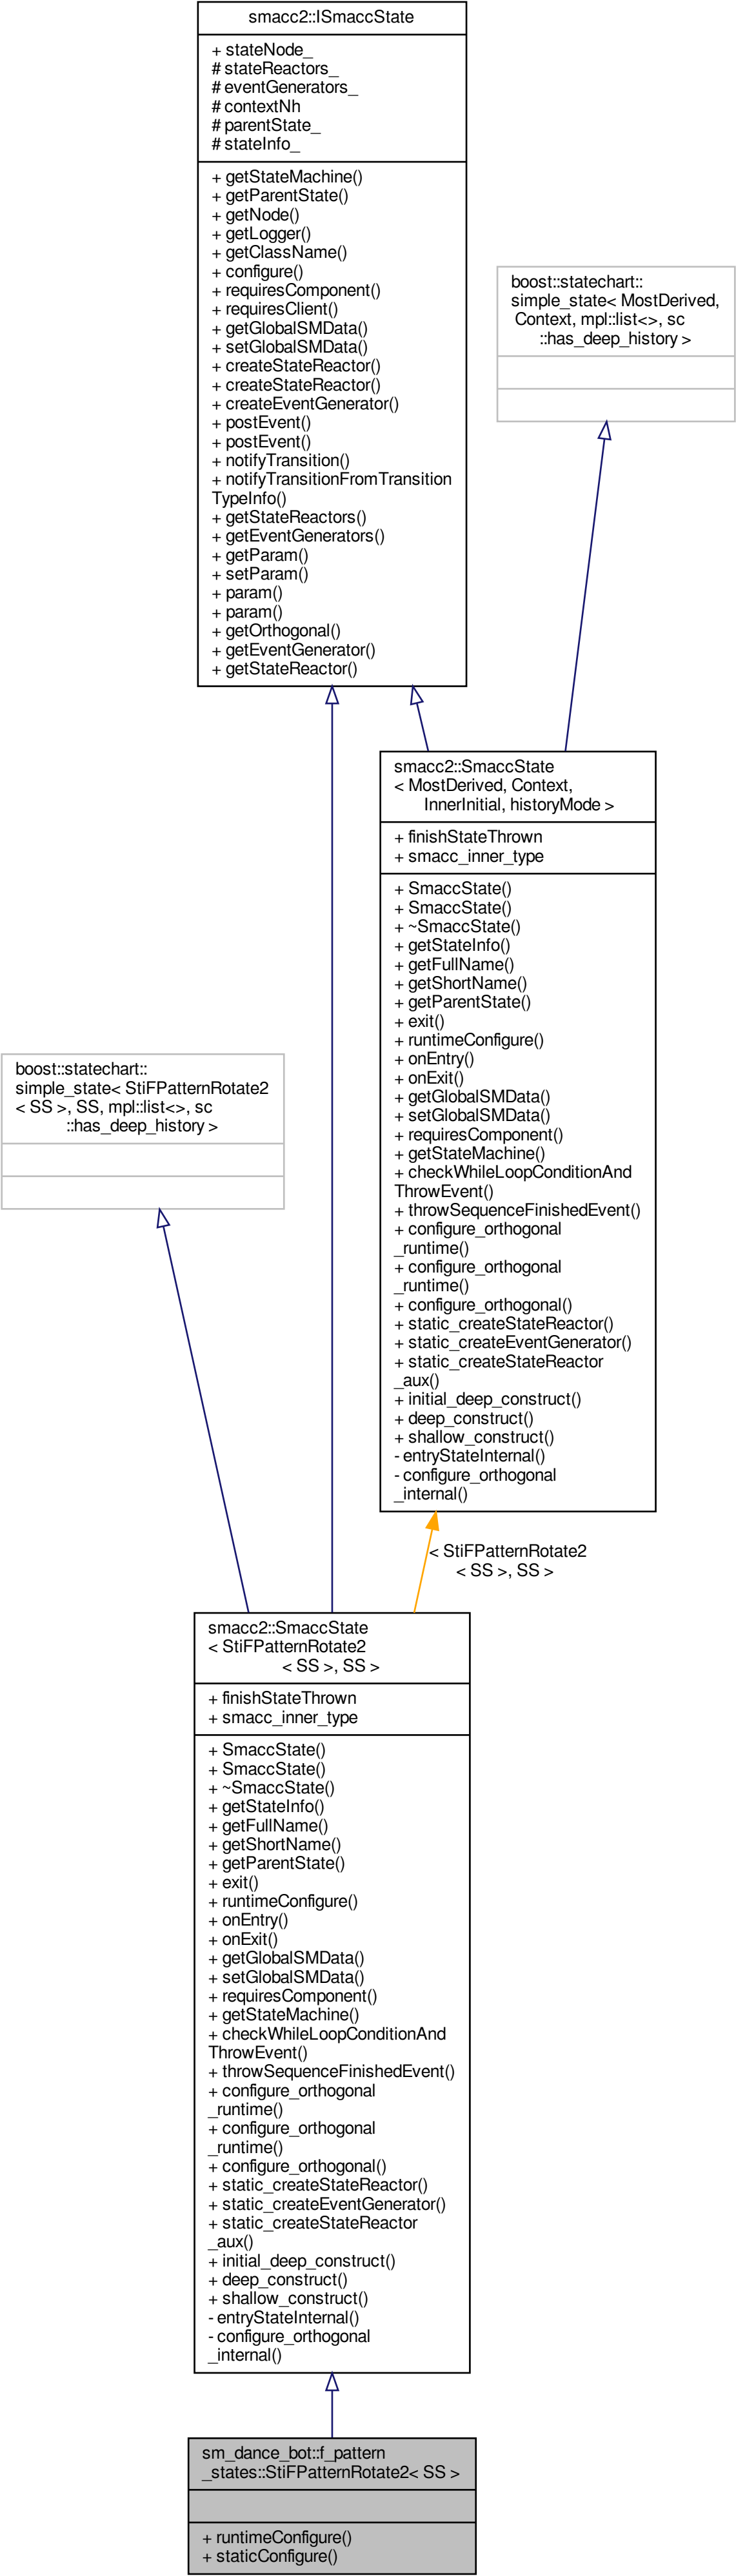 smacc2::ISmaccState
+ stateNode_
# stateReactors_
# eventGenerators_
# contextNh
# parentState_
# stateInfo_
+ getStateMachine()
+ getParentState()
+ getNode()
+ getLogger()
+ getClassName()
+ configure()
+ requiresComponent()
+ requiresClient()
+ getGlobalSMData()
+ setGlobalSMData()
+ createStateReactor()
+ createStateReactor()
+ createEventGenerator()
+ postEvent()
+ postEvent()
+ notifyTransition()
+ notifyTransitionFromTransition
TypeInfo()
+ getStateReactors()
+ getEventGenerators()
+ getParam()
+ setParam()
+ param()
+ param()
+ getOrthogonal()
+ getEventGenerator()
+ getStateReactor()
boost::statechart::
simple_state< MostDerived,
Context, mpl::list<>, sc
::has_deep_history >
smacc2::SmaccState
< MostDerived, Context,
InnerInitial, historyMode >
+ finishStateThrown
+ smacc_inner_type
+ SmaccState()
+ SmaccState()
+ ~SmaccState()
+ getStateInfo()
+ getFullName()
+ getShortName()
+ getParentState()
+ exit()
+ runtimeConfigure()
+ onEntry()
+ onExit()
+ getGlobalSMData()
+ setGlobalSMData()
+ requiresComponent()
+ getStateMachine()
+ checkWhileLoopConditionAnd
ThrowEvent()
+ throwSequenceFinishedEvent()
+ configure_orthogonal
_runtime()
+ configure_orthogonal
_runtime()
+ configure_orthogonal()
+ static_createStateReactor()
+ static_createEventGenerator()
+ static_createStateReactor
_aux()
+ initial_deep_construct()
+ deep_construct()
+ shallow_construct()
- entryStateInternal()
- configure_orthogonal
_internal()
boost::statechart::
simple_state< StiFPatternRotate2
< SS >, SS, mpl::list<>, sc
::has_deep_history >
< StiFPatternRotate2
< SS >, SS >
smacc2::SmaccState
< StiFPatternRotate2
< SS >, SS >
+ finishStateThrown
+ smacc_inner_type
+ SmaccState()
+ SmaccState()
+ ~SmaccState()
+ getStateInfo()
+ getFullName()
+ getShortName()
+ getParentState()
+ exit()
+ runtimeConfigure()
+ onEntry()
+ onExit()
+ getGlobalSMData()
+ setGlobalSMData()
+ requiresComponent()
+ getStateMachine()
+ checkWhileLoopConditionAnd
ThrowEvent()
+ throwSequenceFinishedEvent()
+ configure_orthogonal
_runtime()
+ configure_orthogonal
_runtime()
+ configure_orthogonal()
+ static_createStateReactor()
+ static_createEventGenerator()
+ static_createStateReactor
_aux()
+ initial_deep_construct()
+ deep_construct()
+ shallow_construct()
- entryStateInternal()
- configure_orthogonal
_internal()
sm_dance_bot::f_pattern
_states::StiFPatternRotate2< SS >
+ runtimeConfigure()
+ staticConfigure()